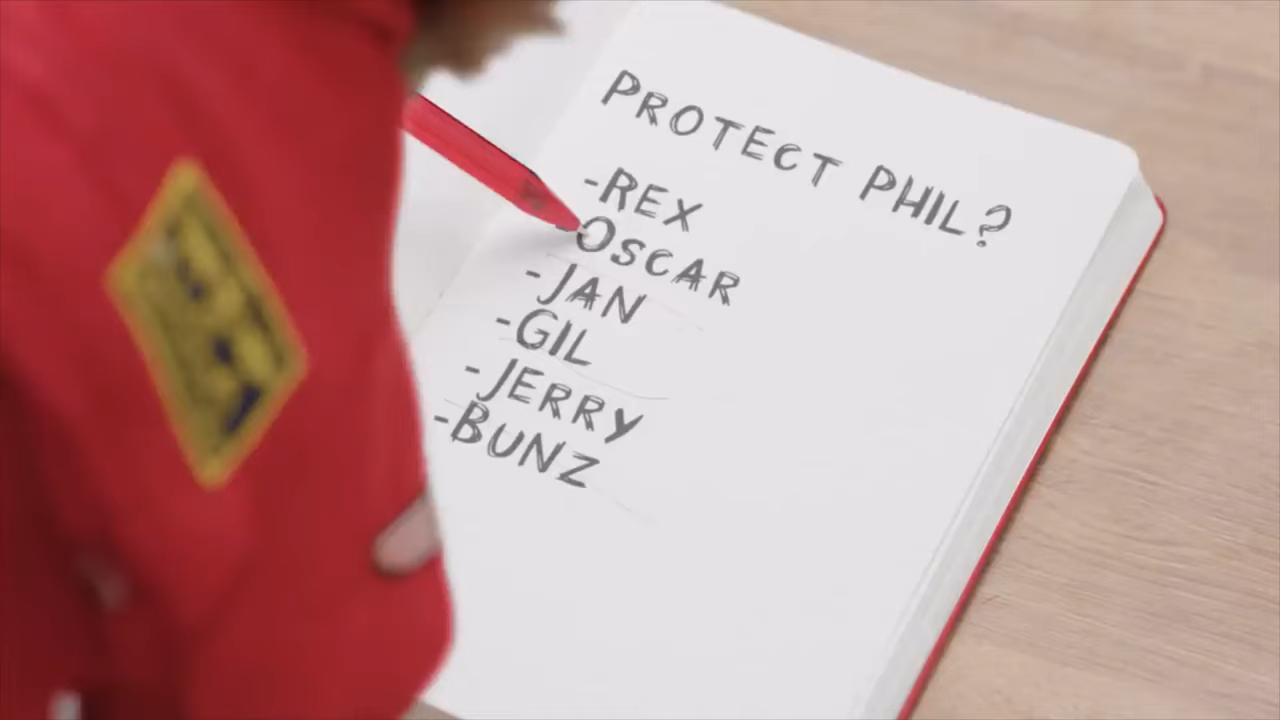 PROTECT PHIL?
-REX
OSCAR
-JAN
-GIL
-JERRY
-BUNZ